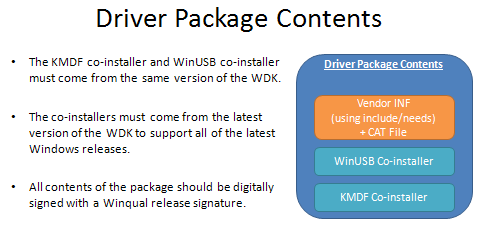 Driver Package Contents
• The KMDF co-installer and WinUSB co-installer
must come from the same version of the WDK.
• The co-installers must come from the latest
version of the WDK to support all of the latest
Windows releases.
• All contents of the package should be digitally
signed with a Winqual release signature.
Driver Package Contents
Vendor INF
(using include/needs)
+ CAT File
WinUSB Co-installer
KMDF Co-installer